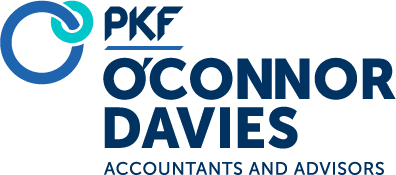 PKF
O'CONNOR
DAVIES
ACCOUNTANTS AND ADVISORS